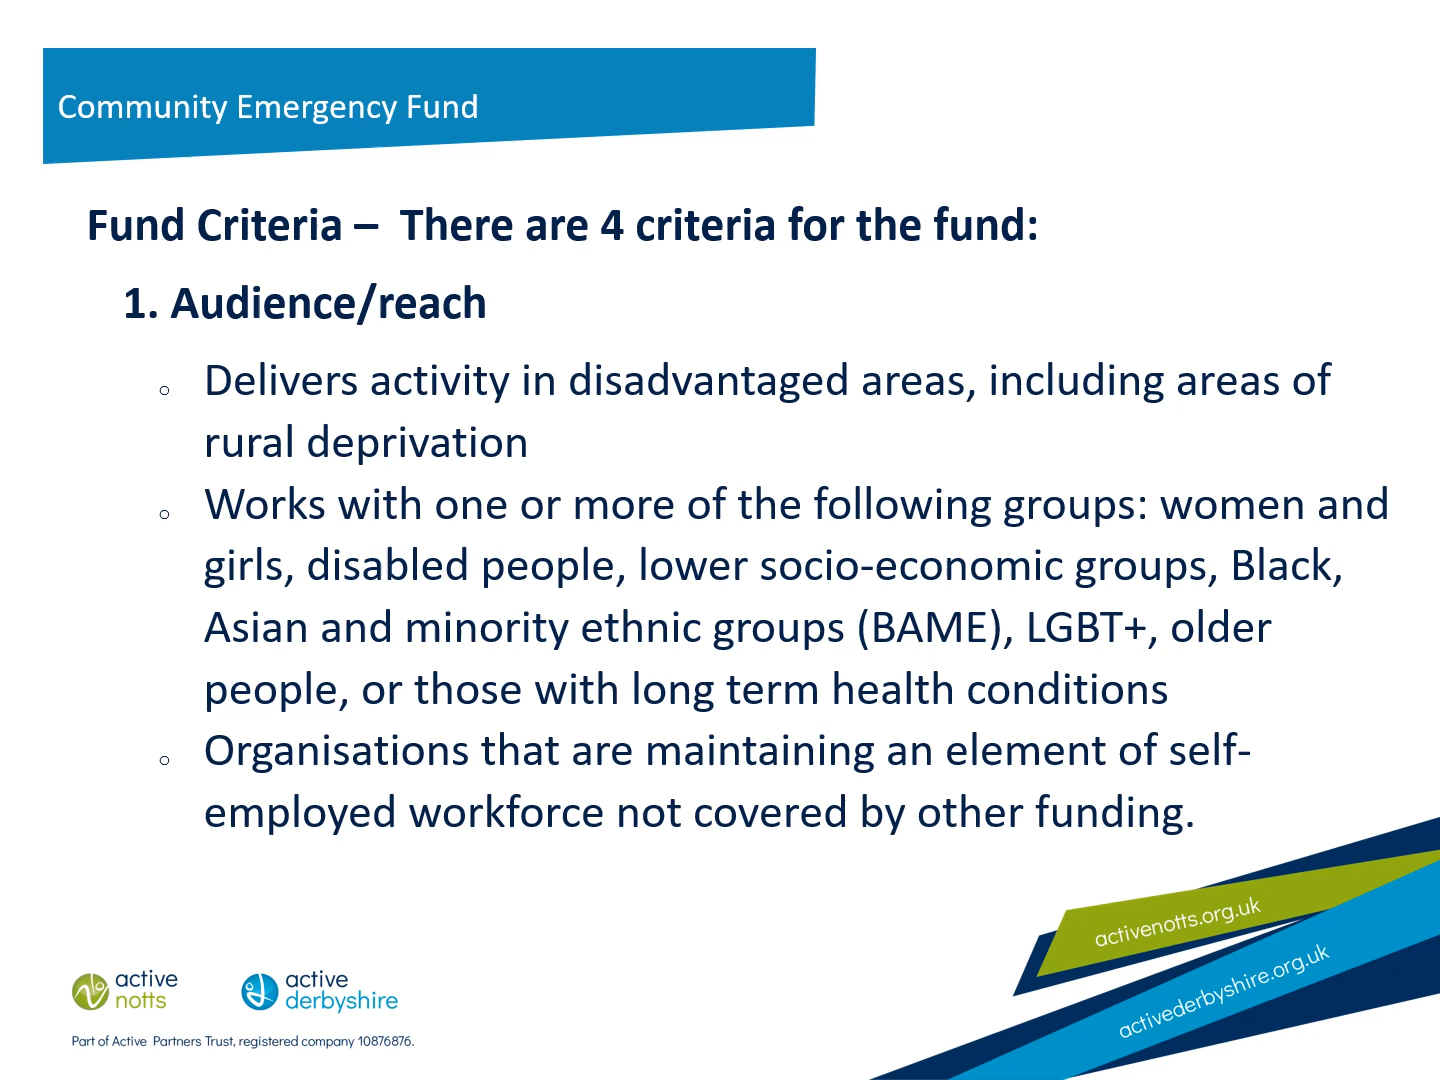 Community Emergency Fund
Fund Criteria – There are 4 criteria for the fund:
1. Audience/reach
○ Delivers activity in disadvantaged areas, including areas of
rural deprivation
○ Works with one or more of the following groups: women and
girls, disabled people, lower socio-economic groups, Black,
Asian and minority ethnic groups (BAME), LGBT+, older
people, or those with long term health conditions
○ Organisations that are maintaining an element of self-
employed workforce not covered by other funding.
activenotts.org.uk
activederbyshire.org.uk
active
notts
active
derbyshire
Part of Active Partners Trust, registered company 10876876.